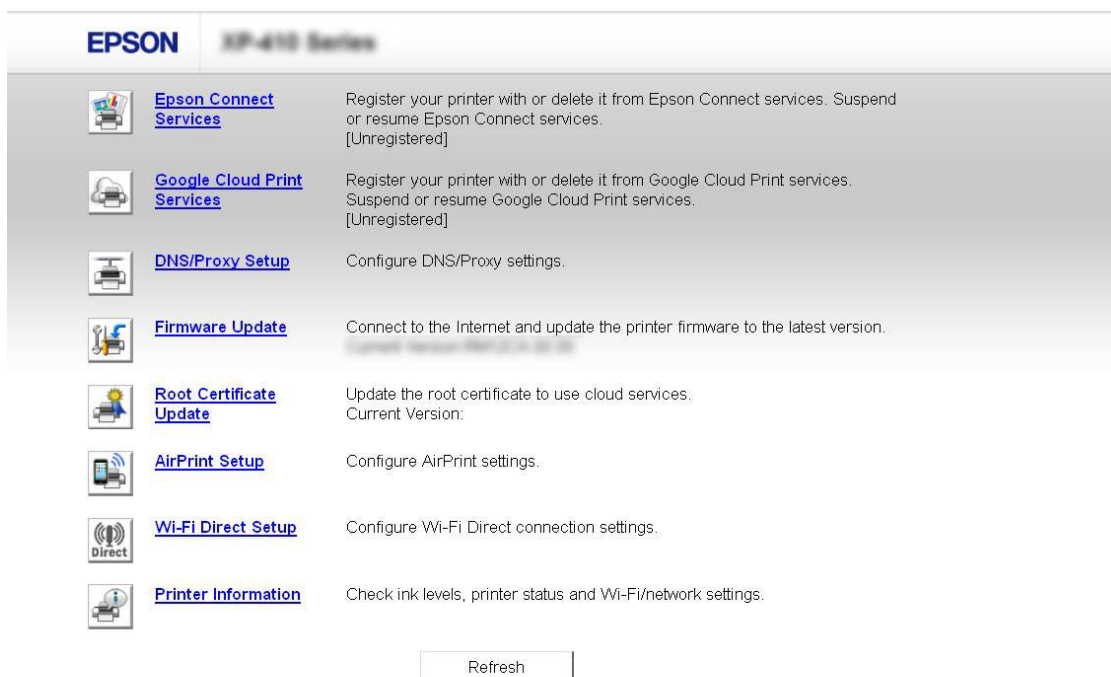 EPSON
XP-410 Series
Epson Connect
Services
Register your printer with or delete it from Epson Connect services. Suspend
or resume Epson Connect services.
[Unregistered]
Google Cloud Print
Services
Register your printer with or delete it from Google Cloud Print services.
Suspend or resume Google Cloud Print services.
[Unregistered]
DNS/Proxy Setup
Configure DNS/Proxy settings.
Firmware Update
Connect to the Internet and update the printer firmware to the latest version.
Root Certificate
Update
Update the root certificate to use cloud services.
Current Version:
AirPrint Setup
Configure AirPrint settings.
Direct
Wi-Fi Direct Setup
Configure Wi-Fi Direct connection settings.
Printer Information
Check ink levels, printer status and Wi-Fi/network settings.
Refresh